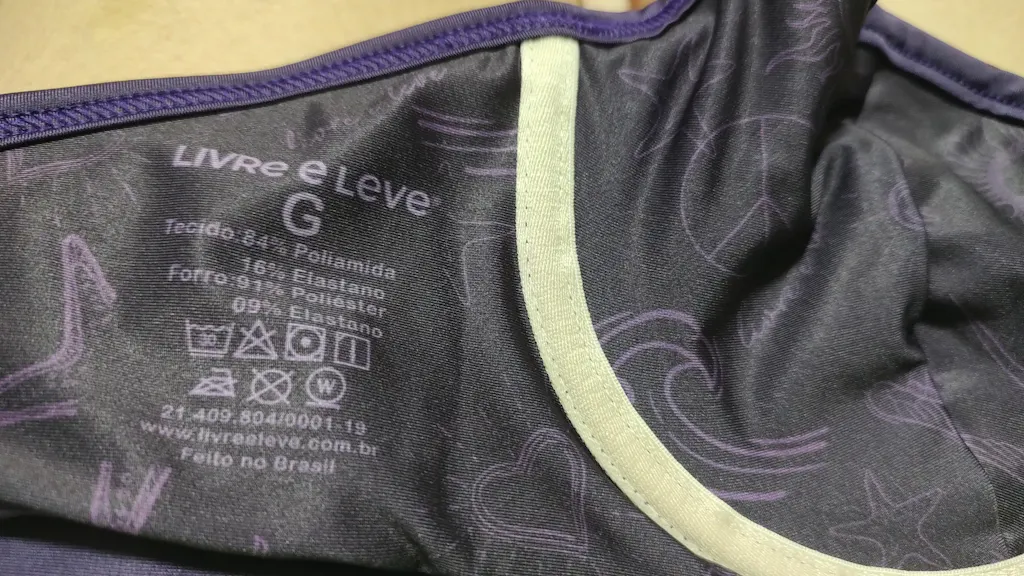 LIVRe e Leve®
G
Tecido-84% Poliamida
16% Elastano
Forro-91% Poliéster
09% Elastano
30
W
21.409.804/0001-19
www.livreeleve.com.br
Feito no Brasil